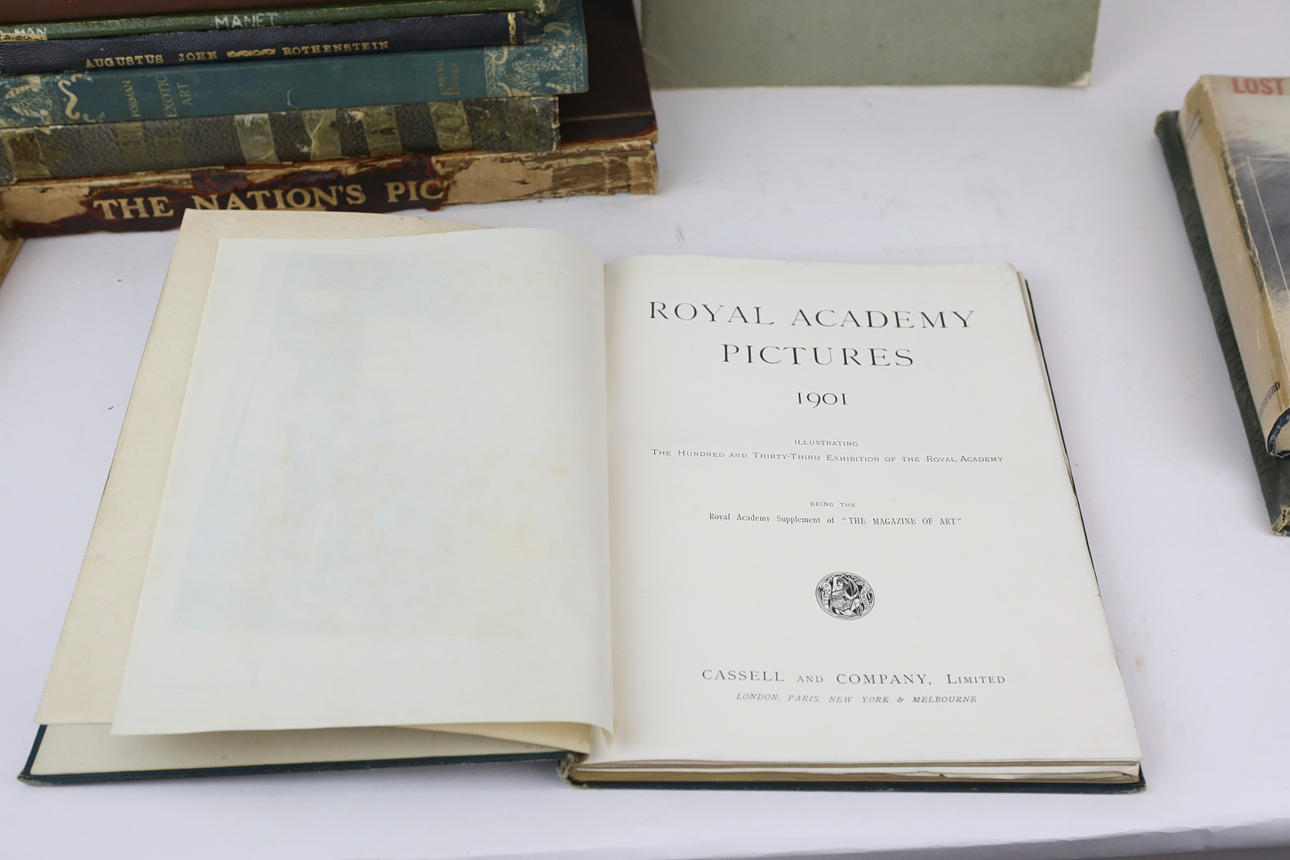 MANET
MAN
AUGUSTUS JOHN ROTHENSTEIN
FORMAN
EXOTIC
ART
THE NATION'S PIC
LOST
ROYAL ACADEMY
PICTURES
1901
ILLUSTRATING
THE HUNDRED AND THIRTY-THIRD EXHIBITION OF THE ROYAL ACADEMY
BEING THE
Royal Academy Supplement of "THE MAGAZINE OF ART"
CASSELL AND COMPANY, LIMITED
LONDON, PARIS, NEW YORK & MELBOURNE